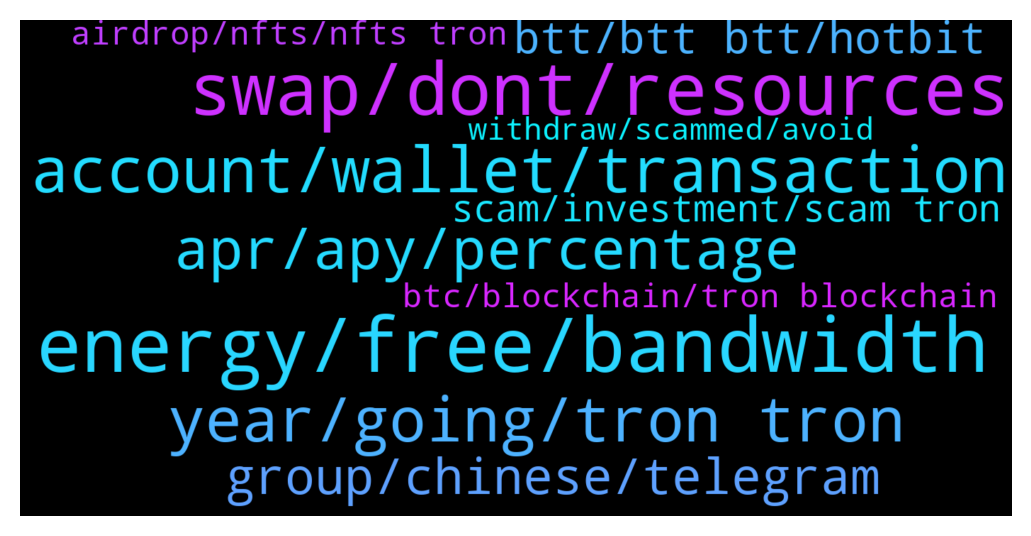 airdrop/nfts/nfts tron
btt/btt btt/hotbit
swap/dont/resources
withdraw/scammed/avoid
account/wallet/transaction
scam/investment/scam tron
apr/apy/percentage
btc/blockchain/tron blockchain
energy/free/bandwidth
year/going/tron tron
group/chinese/telegram